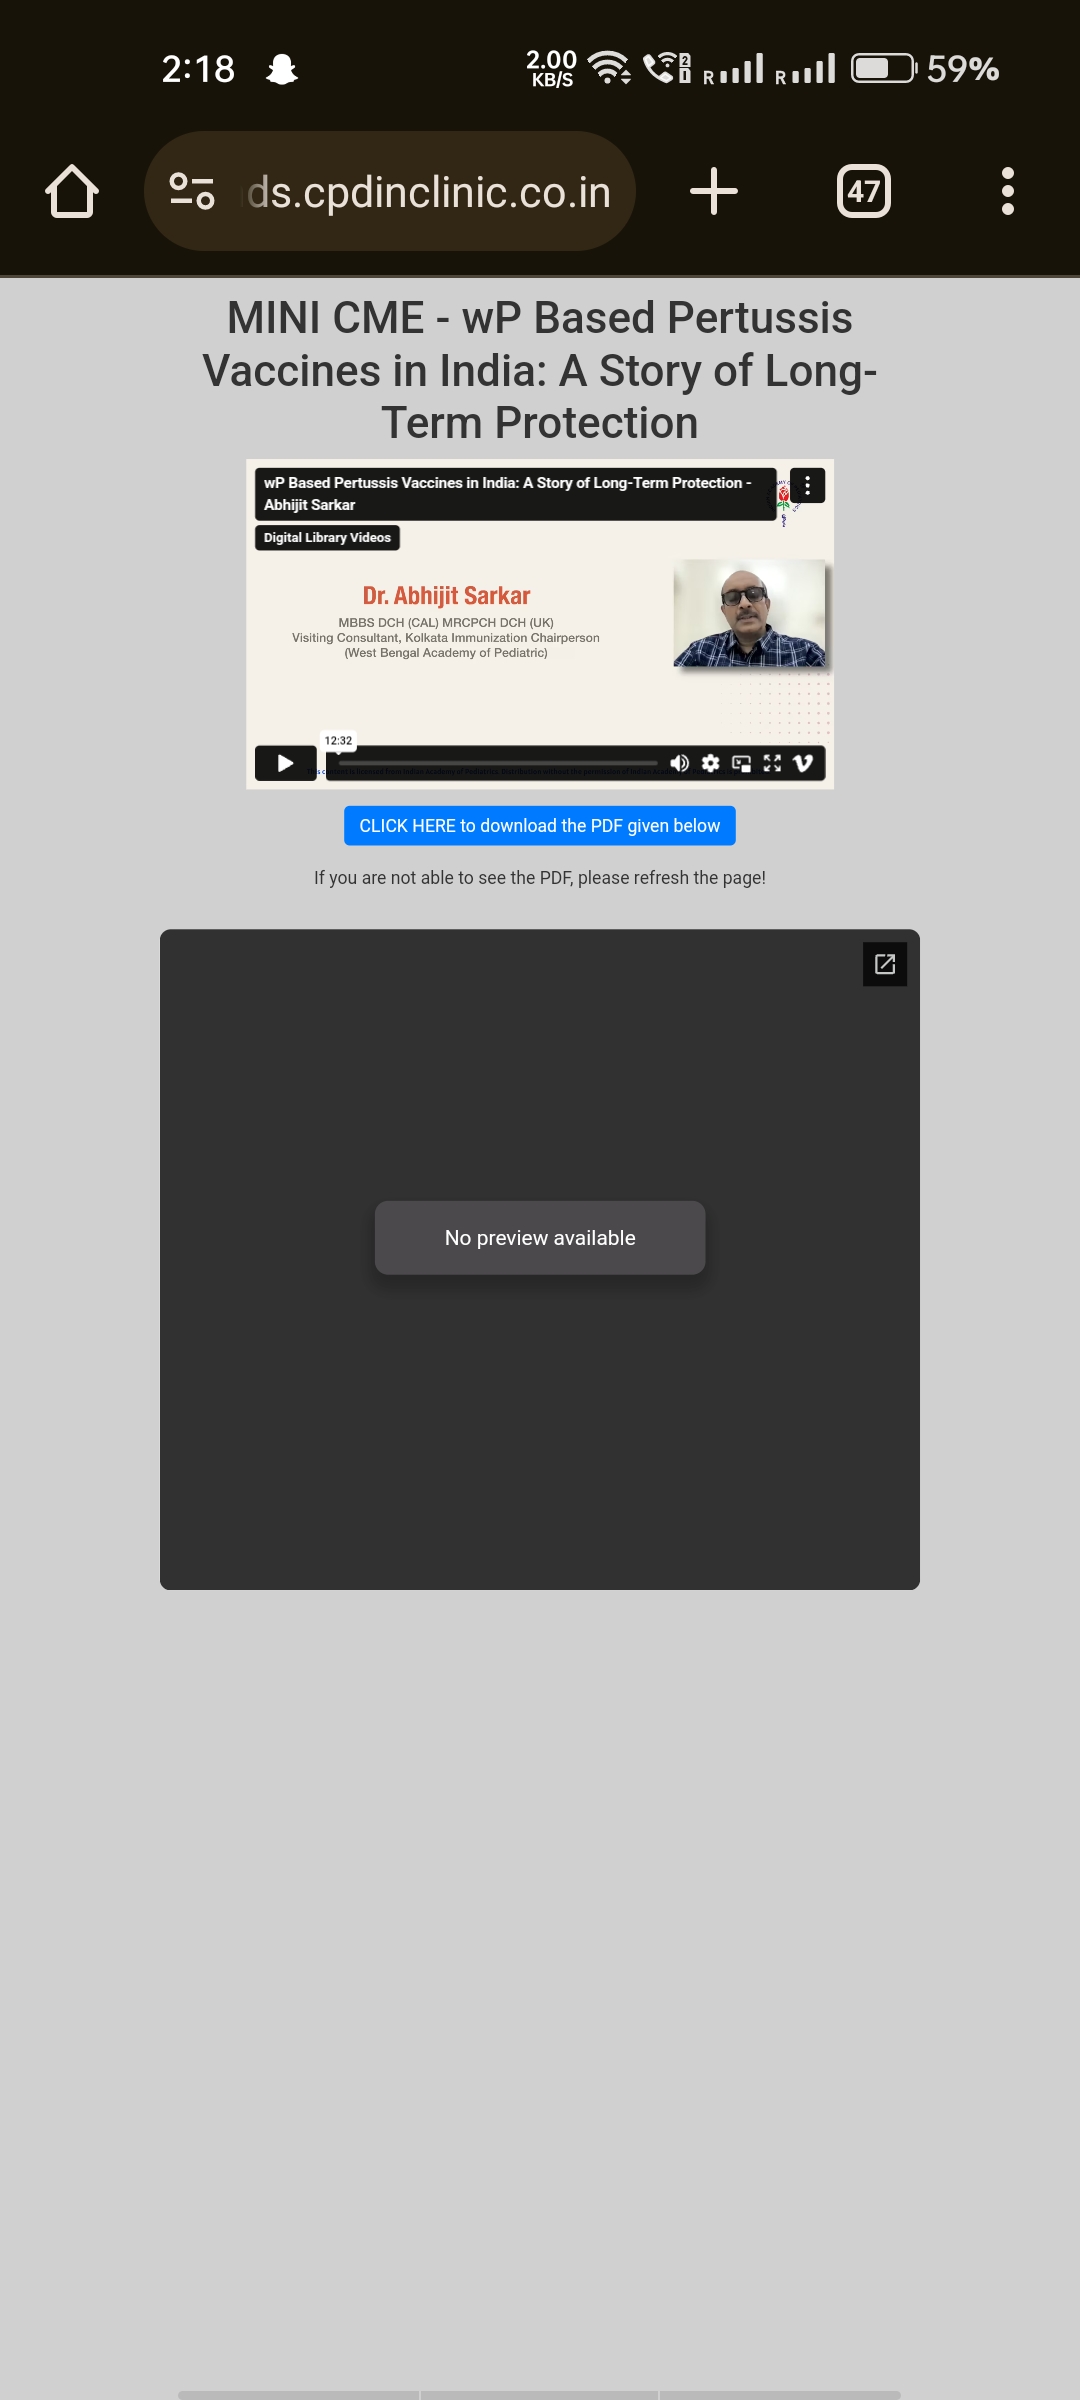 2:18
2.00
KB/S
2
1
R
R
59%
ds.cpdinclinic.co.in
47
MINI CME - wP Based Pertussis
Vaccines in India: A Story of Long-
Term Protection
wP Based Pertussis Vaccines in India: A Story of Long-Term Protection -
Abhijit Sarkar
Digital Library Videos
Dr. Abhijit Sarkar
MBBS DCH (CAL) MRCPCH DCH (UK)
Visiting Consultant, Kolkata Immunization Chairperson
(West Bengal Academy of Pediatric)
12:32
CLICK HERE to download the PDF given below
If you are not able to see the PDF, please refresh the page!
No preview available